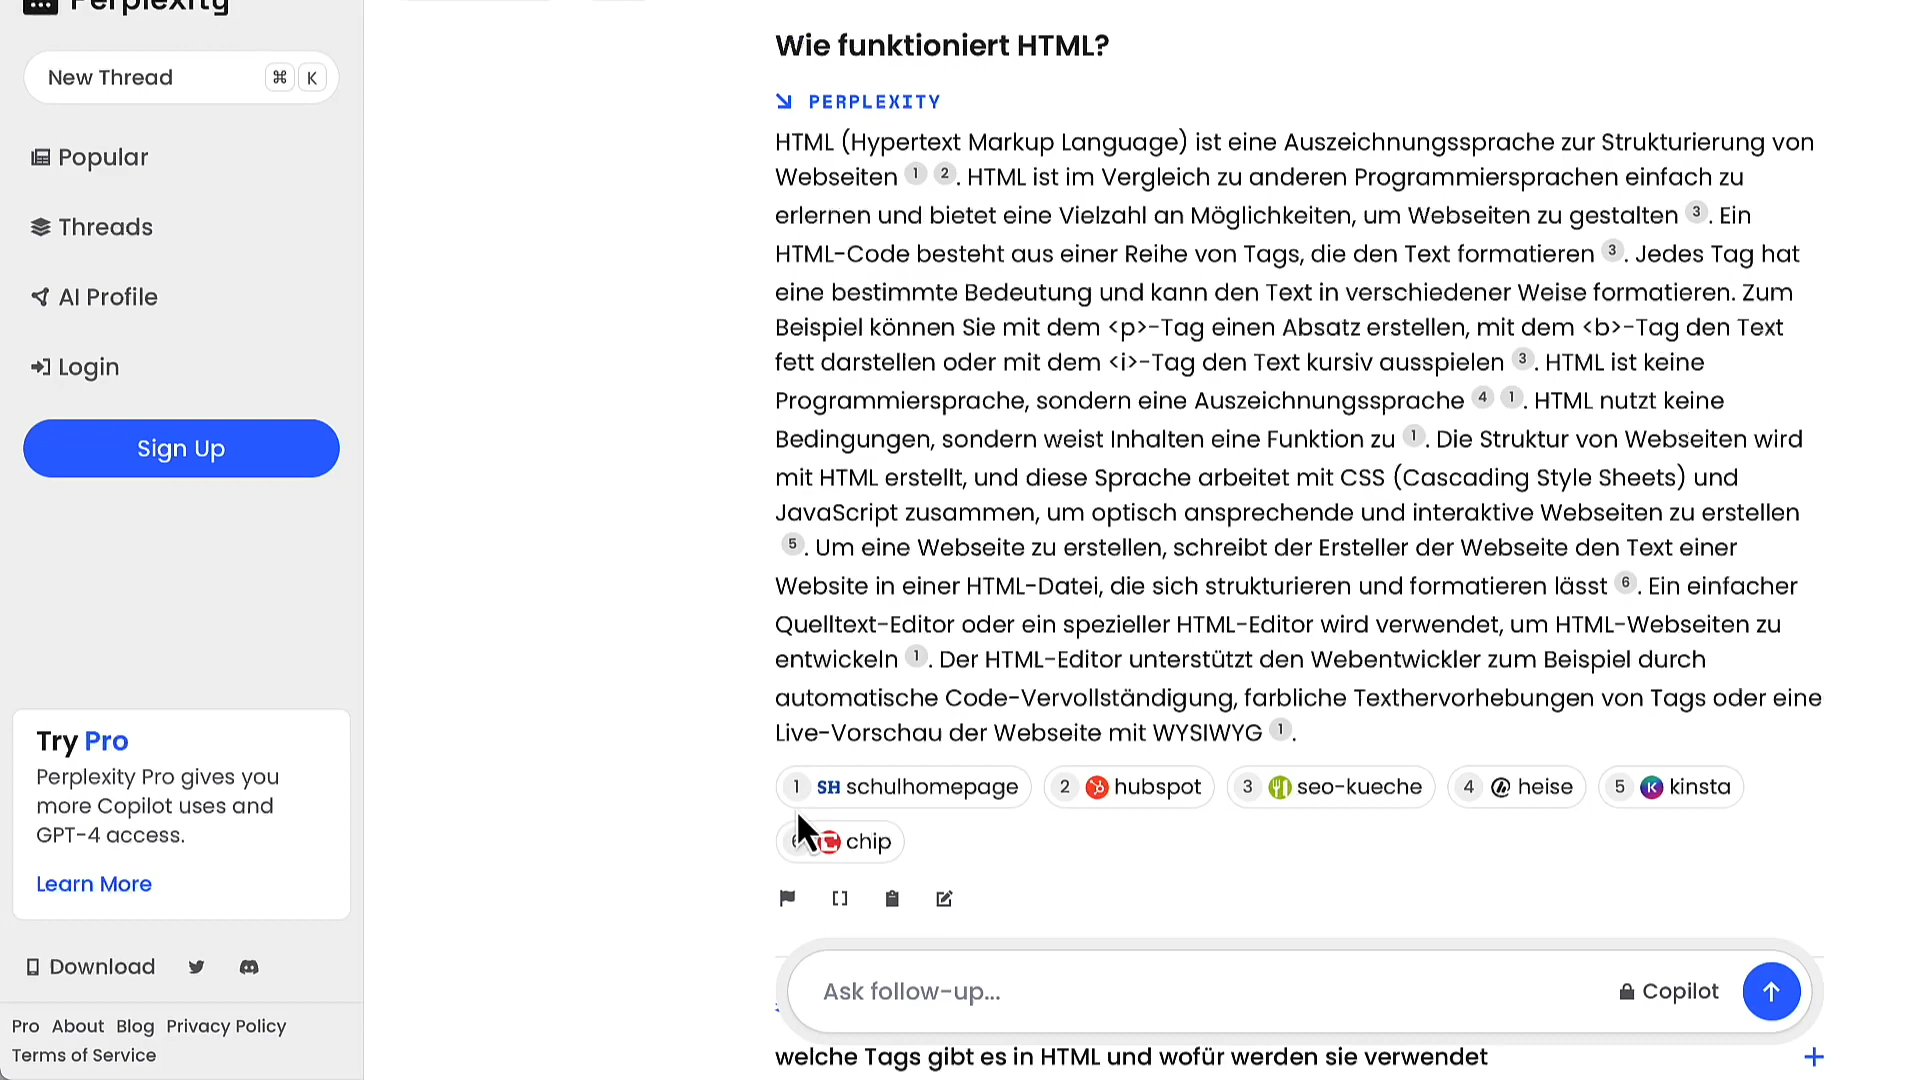 Perplexity
New Thread ⌘ K
Popular
Threads
AI Profile
Login
Sign Up
Try Pro
Perplexity Pro gives you
more Copilot uses and
GPT-4 access.
Learn More
Download
Pro About Blog Privacy Policy
Terms of Service
Wie funktioniert HTML?
PERPLEXITY
HTML (Hypertext Markup Language) ist eine Auszeichnungssprache zur Strukturierung von
Webseiten 1 2. HTML ist im Vergleich zu anderen Programmiersprachen einfach zu
erlernen und bietet eine Vielzahl an Möglichkeiten, um Webseiten zu gestalten 3. Ein
HTML-Code besteht aus einer Reihe von Tags, die den Text formatieren 3. Jedes Tag hat
eine bestimmte Bedeutung und kann den Text in verschiedener Weise formatieren. Zum
Beispiel können Sie mit dem <p>-Tag einen Absatz erstellen, mit dem <b>-Tag den Text
fett darstellen oder mit dem <i>-Tag den Text kursiv ausspielen 3. HTML ist keine
Programmiersprache, sondern eine Auszeichnungssprache 4 1. HTML nutzt keine
Bedingungen, sondern weist Inhalten eine Funktion zu 1. Die Struktur von Webseiten wird
mit HTML erstellt, und diese Sprache arbeitet mit CSS (Cascading Style Sheets) und
JavaScript zusammen, um optisch ansprechende und interaktive Webseiten zu erstellen
5. Um eine Webseite zu erstellen, schreibt der Ersteller der Webseite den Text einer
Website in einer HTML-Datei, die sich strukturieren und formatieren lässt 6. Ein einfacher
Quelltext-Editor oder ein spezieller HTML-Editor wird verwendet, um HTML-Webseiten zu
entwickeln 1. Der HTML-Editor unterstützt den Webentwickler zum Beispiel durch
automatische Code-Vervollständigung, farbliche Texthervorhebungen von Tags oder eine
Live-Vorschau der Webseite mit WYSIWYG 1.
1 SH schulhomepage 2 hubspot 3 seo-kueche 4 heise 5 K kinsta
chip
Ask follow-up... Copilot
welche Tags gibt es in HTML und wofür werden sie verwendet